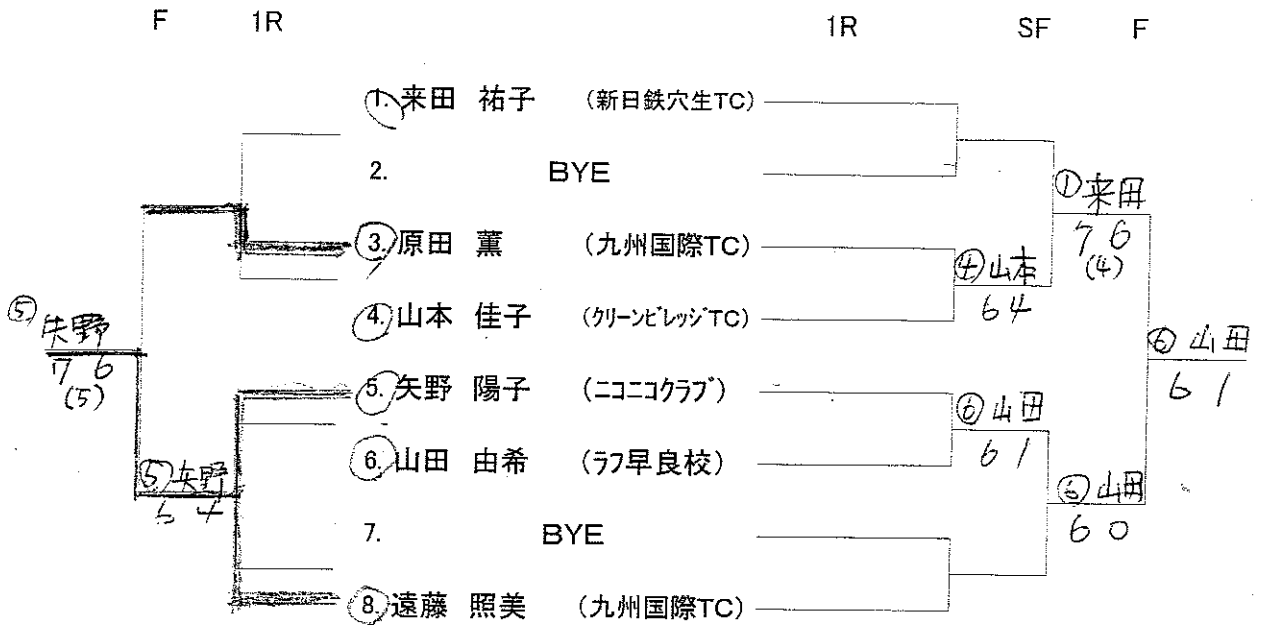 F 1R 1R SF F
1. 来田 祐子 (新日鉄穴生TC)
2. BYE
① 来田
7 6
(4)
3. 原田 薫 (九州国際TC)
④ 山本
6 4
4. 山本 佳子 (クリーンビレッジTC)
⑤ 矢野
7 6
(5)
⑥ 山田
6 1
5. 矢野 陽子 (ニコニコクラブ)
⑥ 山田
6 1
6. 山田 由希 (ラフ早良校)
⑤ 矢野
6 4
⑥ 山田
6 0
7. BYE
8. 遠藤 照美 (九州国際TC)